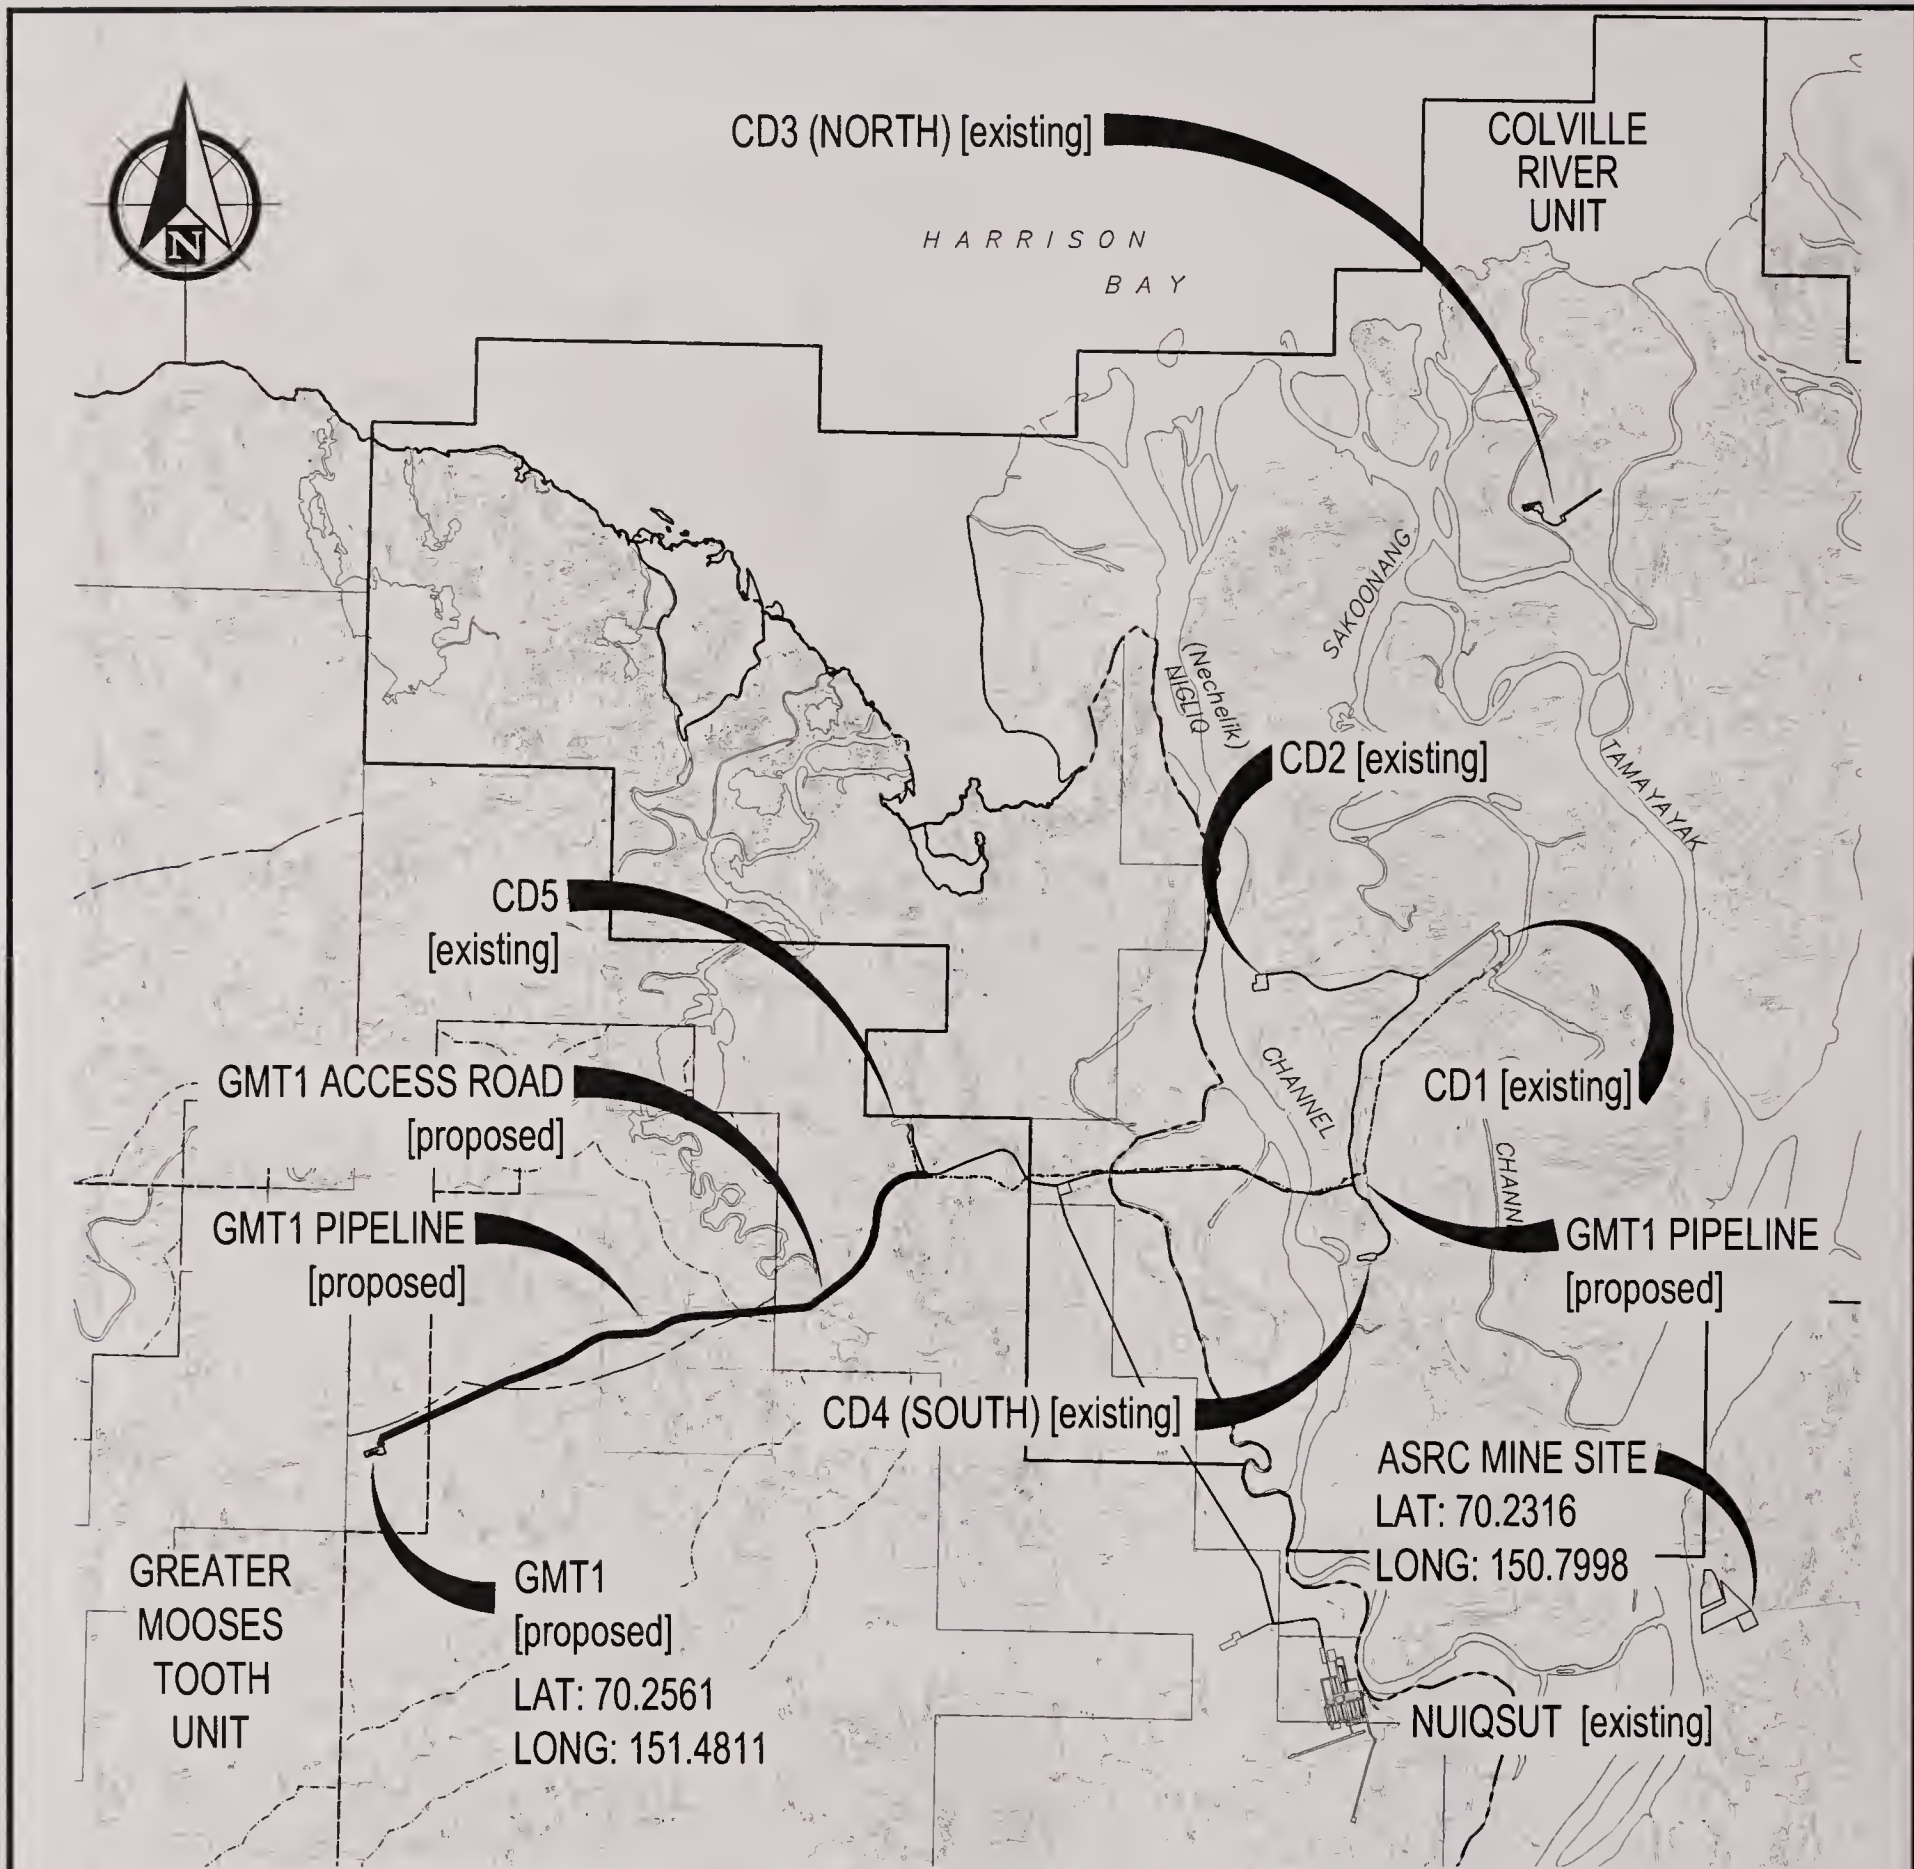 CD3 (NORTH) [existing]
COLVILLE
RIVER
UNIT
N
HARRISON
BAY
SAKOONANG
(Nechelik)
NIGLIQ
CD2 [existing]
TAMAYAYAK
CD5
[existing]
CHANNEL
GMT1 ACCESS ROAD
[proposed]
CD1 [existing]
CHANN
GMT1 PIPELINE
[proposed]
GMT1 PIPELINE
[proposed]
CD4 (SOUTH) [existing]
ASRC MINE SITE
LAT: 70.2316
LONG: 150.7998
GREATER
MOOSES
TOOTH
UNIT
GMT1
[proposed]
LAT: 70.2561
LONG: 151.4811
NUIQSUT [existing]